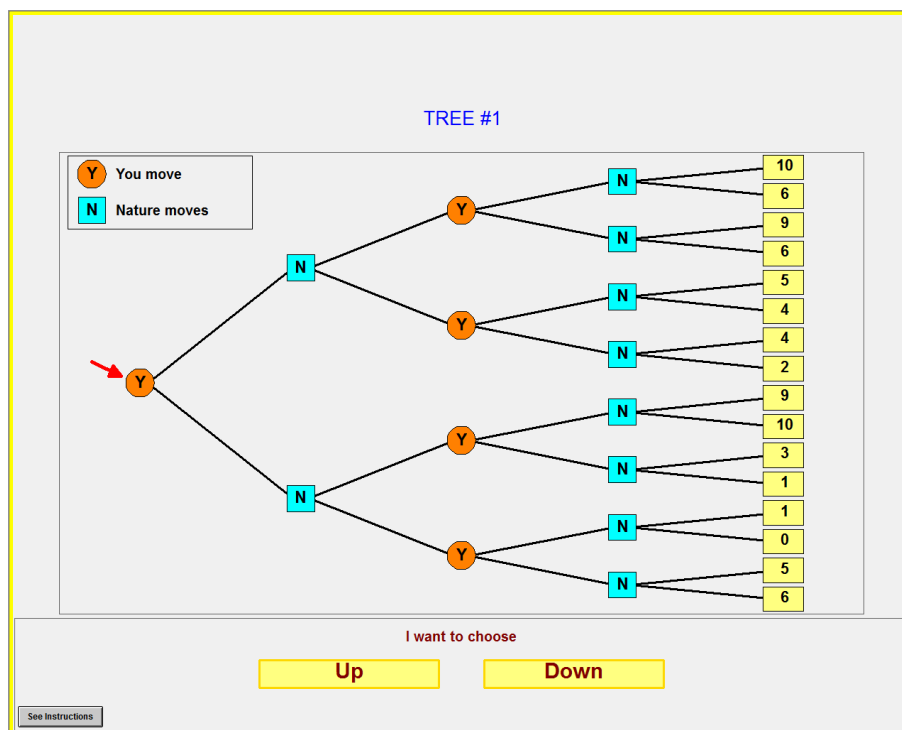 TREE #1
Y You move
N Nature moves
Y
N
N
Y
Y
Y
Y
N
N
N
N
N
N
N
N
10
6
9
6
5
4
4
2
9
10
3
1
1
0
5
6
I want to choose
Up Down
See Instructions